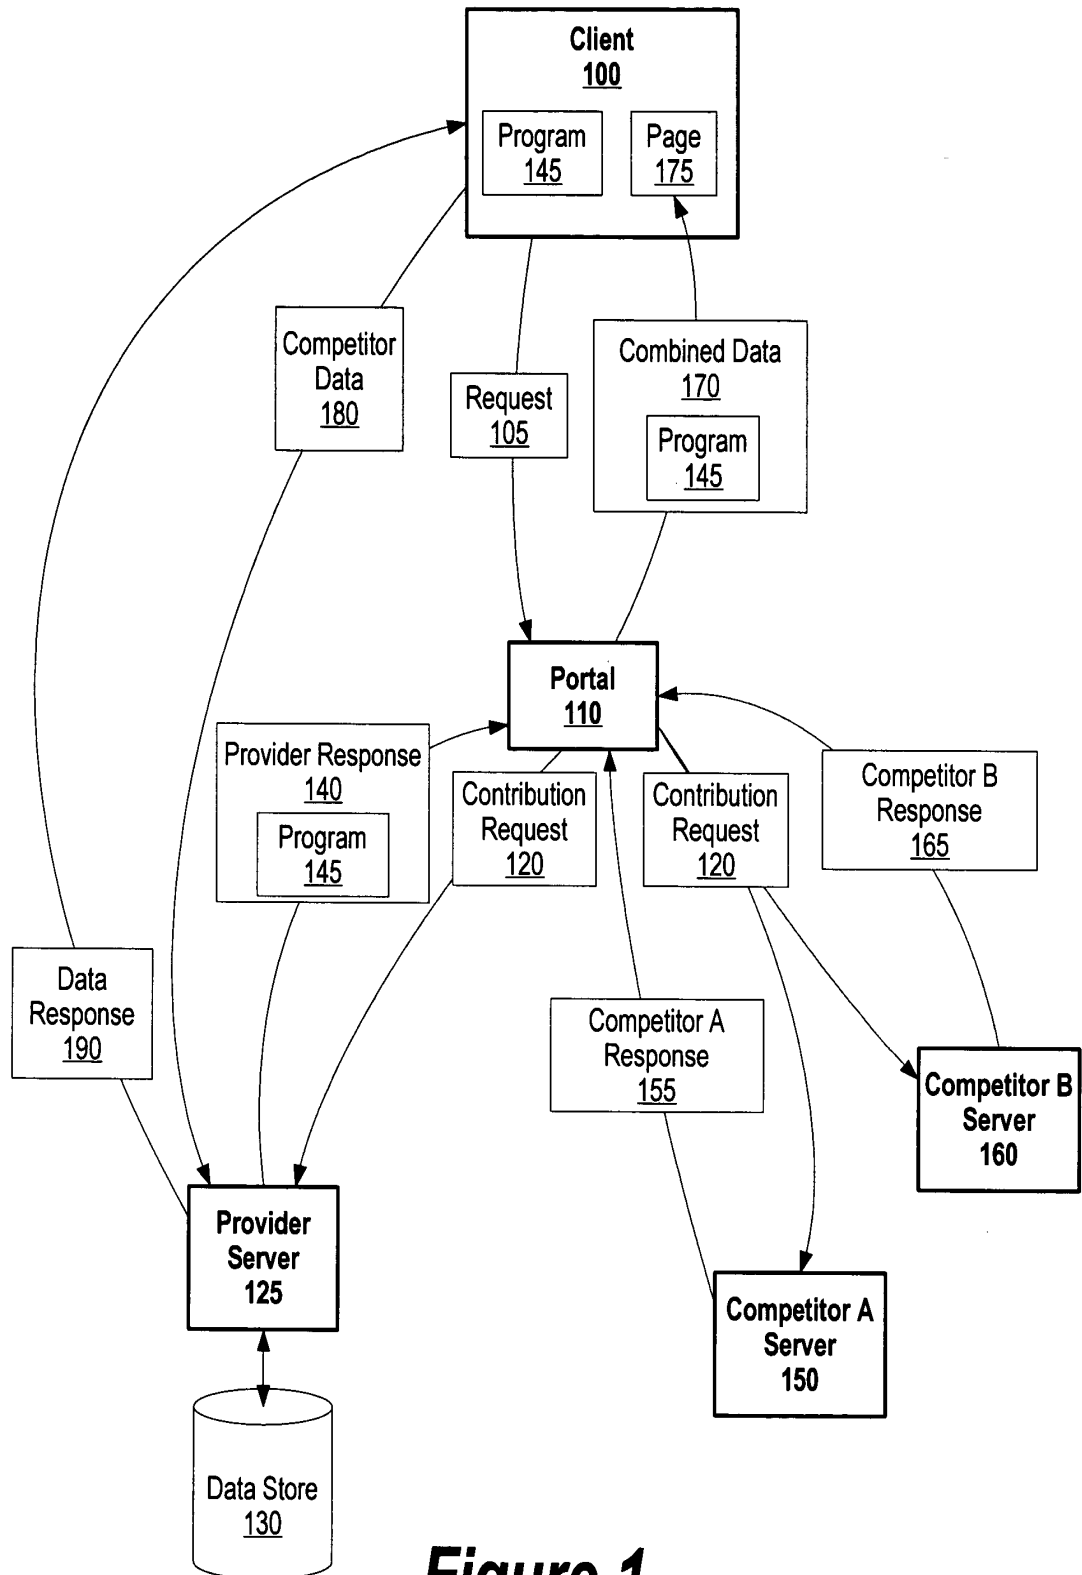 Client
100
Program
145
Page
175
Competitor
Data
180
Request
105
Combined Data
170
Program
145
Portal
110
Provider Response
140
Program
145
Contribution
Request
120
Contribution
Request
120
Competitor B
Response
165
Data
Response
190
Competitor A
Response
155
Competitor B
Server
160
Provider
Server
125
Competitor A
Server
150
Data Store
130
Figure 1